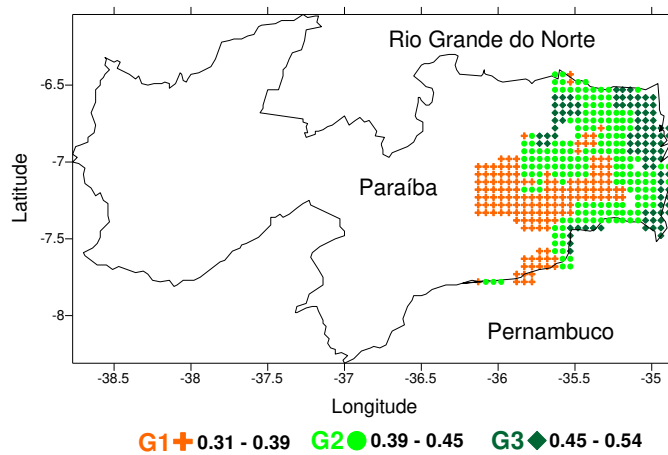 Rio Grande do Norte
-6.5
-7
-7.5
-8
Latitude
Paraíba
Pernambuco
-38.5 -38 -37.5 -37 -36.5 -36 -35.5 -35
Longitude
G1 0.31 - 0.39 G2 0.39 - 0.45 G3 0.45 - 0.54